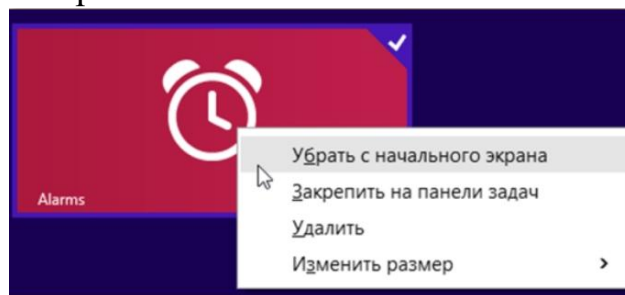 Убрать с начального экрана
Закрепить на панели задач
Alarms
Удалить
Изменить размер